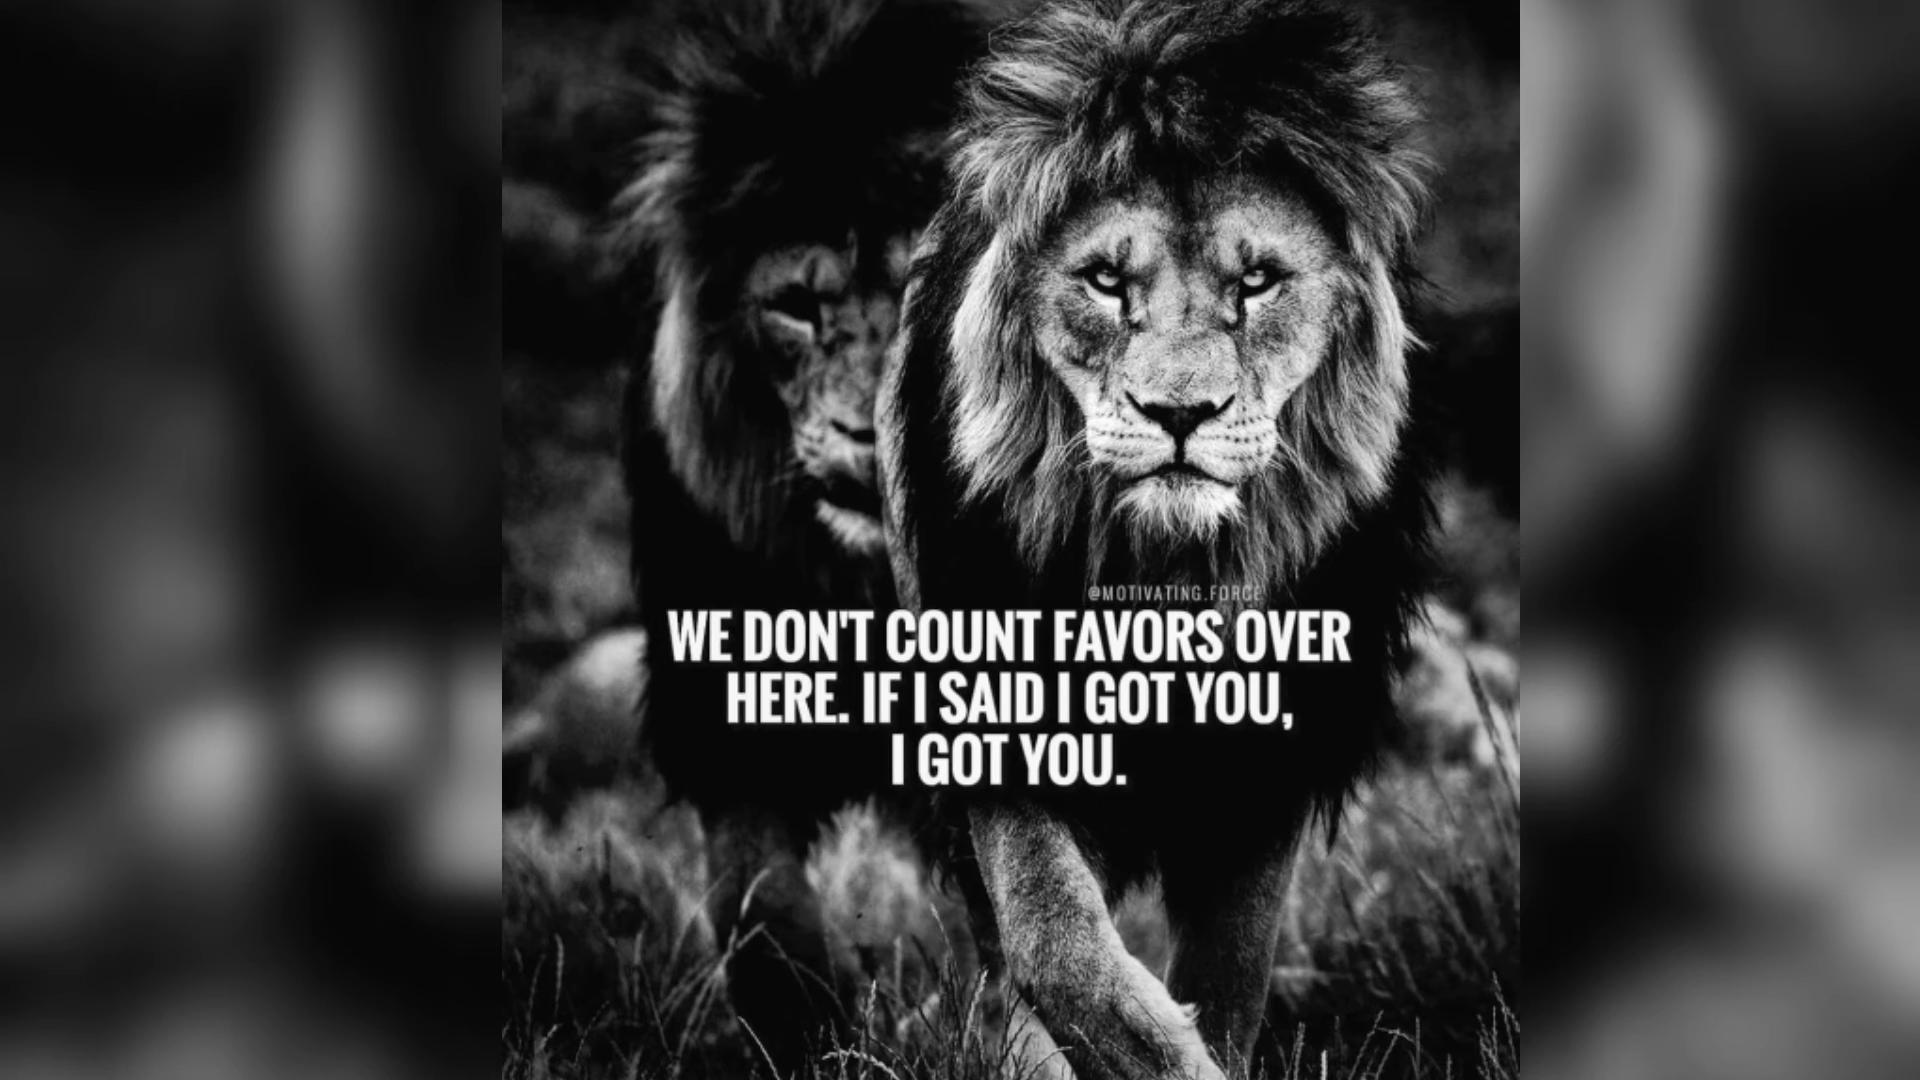 @MOTIVATING.FORCE
WE DON'T COUNT FAVORS OVER
HERE. IF I SAID I GOT YOU,
I GOT YOU.